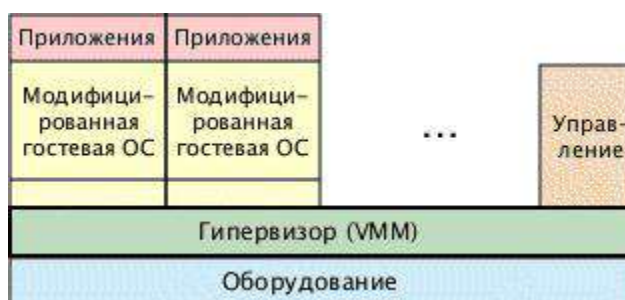 Приложения Приложения
Модифици- Модифици-
рованная рованная
гостевая ОС гостевая ОС
...
Управ-
ление
Гипервизор (VMM)
Оборудование